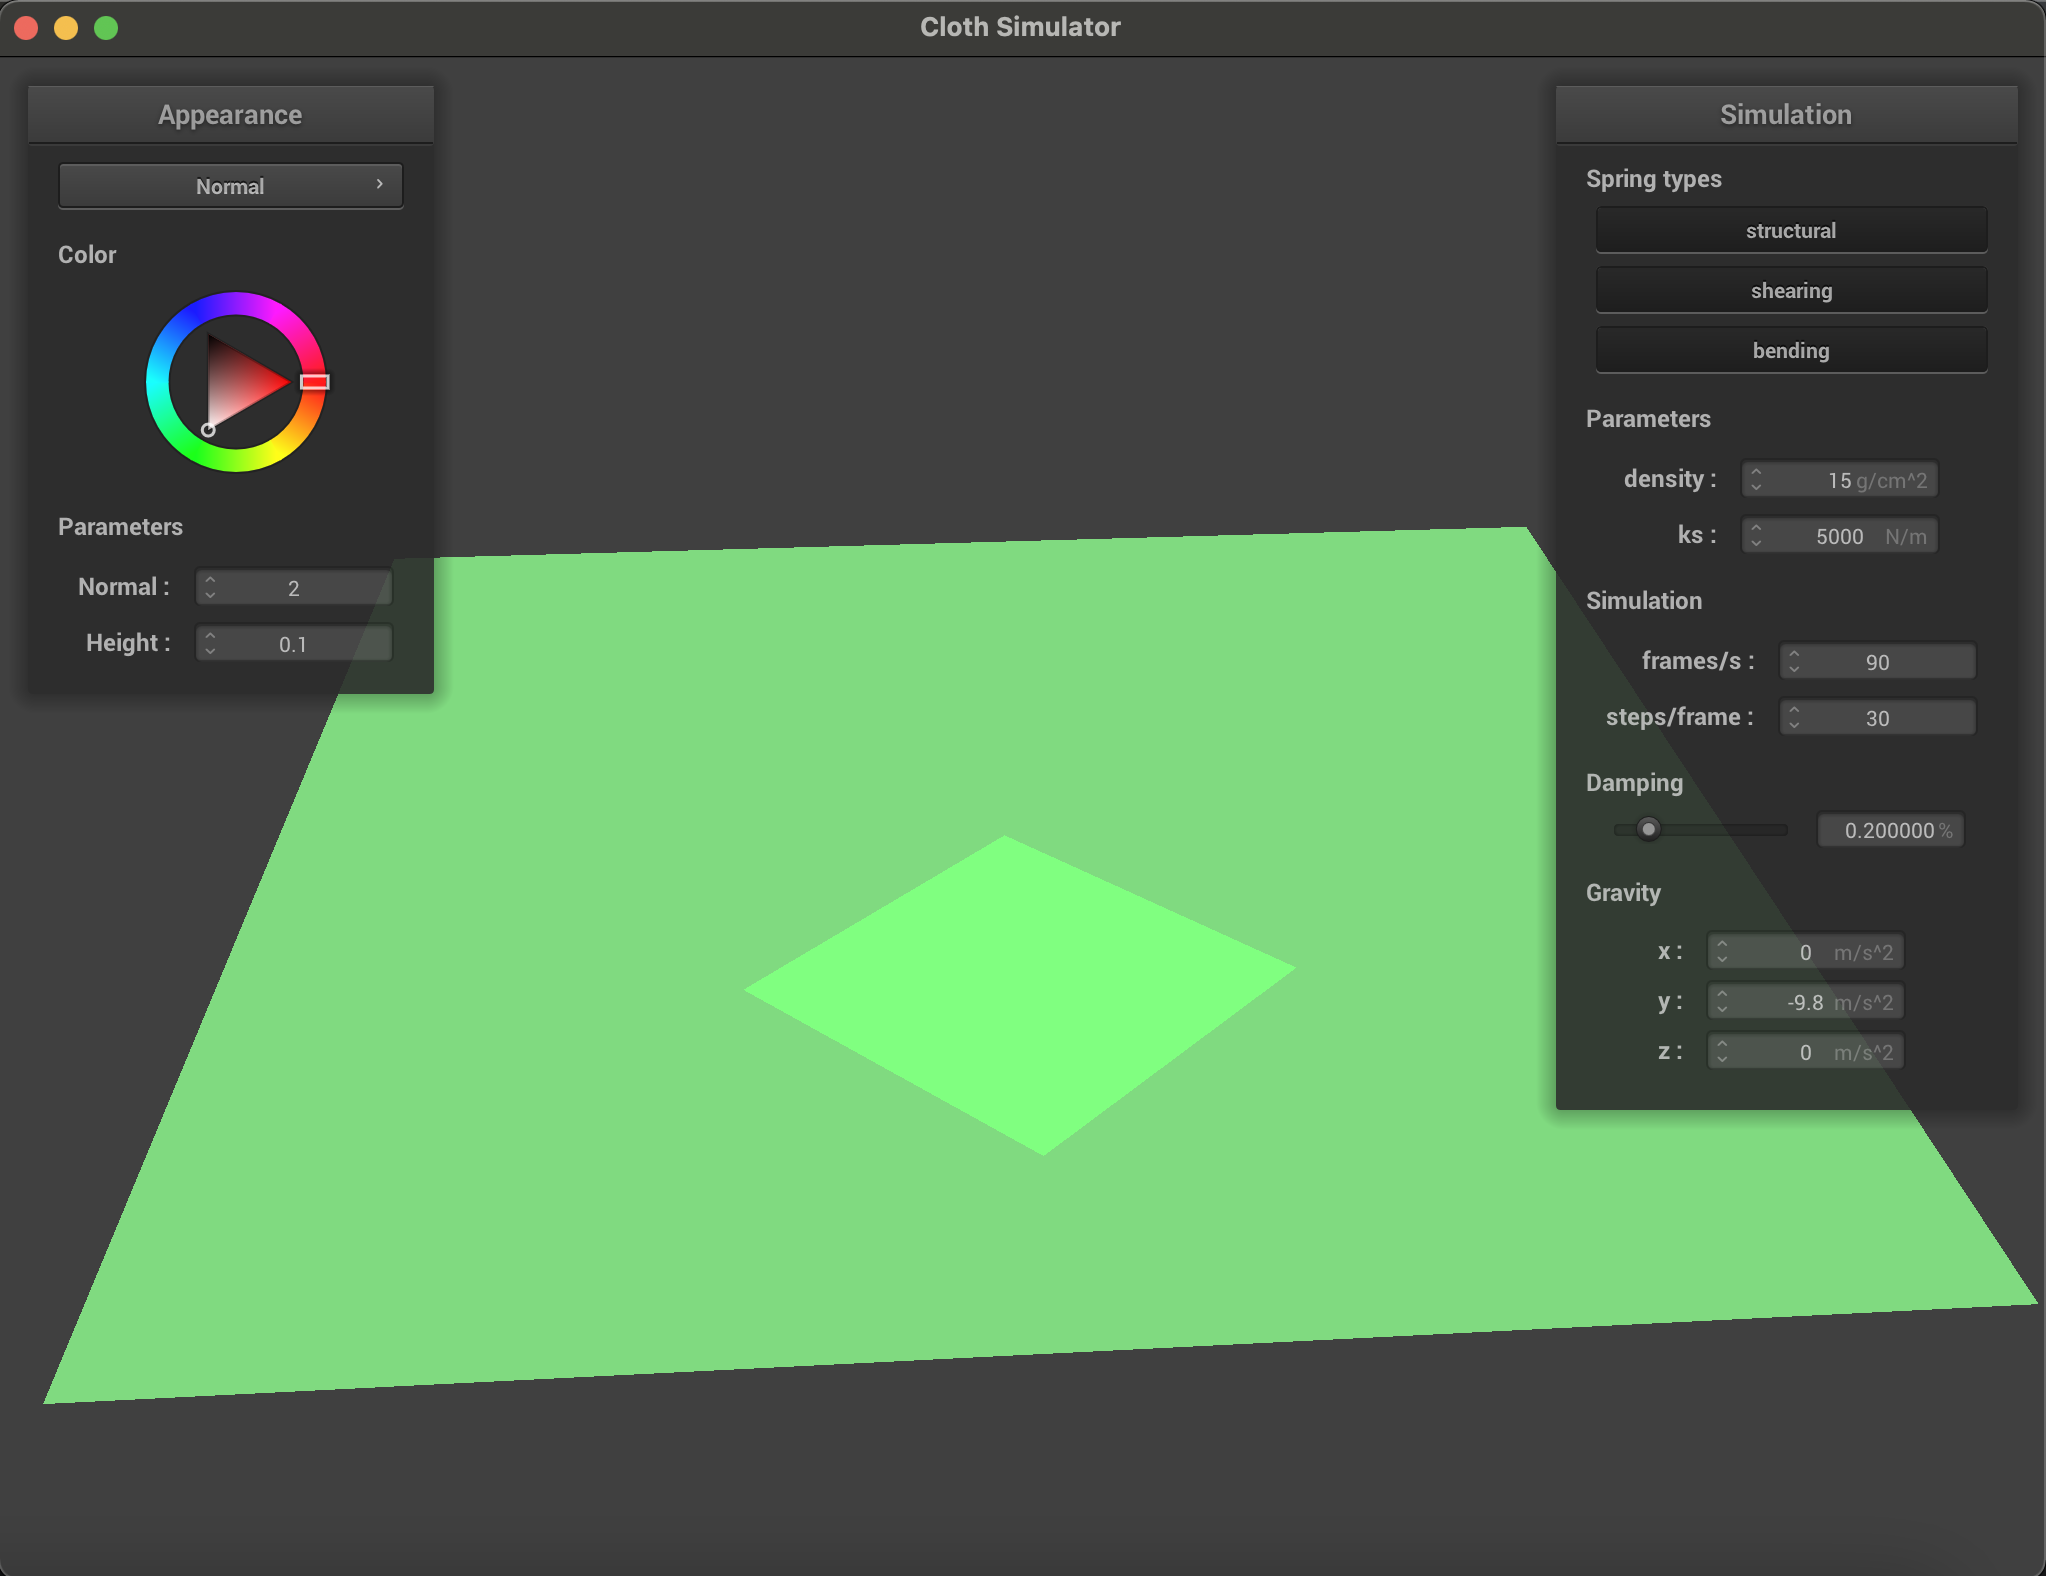 Cloth Simulator
Appearance
Normal
Color
Parameters
Normal : 2
Height : 0.1
Simulation
Spring types
structural
shearing
bending
Parameters
density : 15 g/cm^2
ks : 5000 N/m
Simulation
frames/s : 90
steps/frame : 30
Damping
0.200000 %
Gravity
x : 0 m/s^2
y : -9.8 m/s^2
z : 0 m/s^2